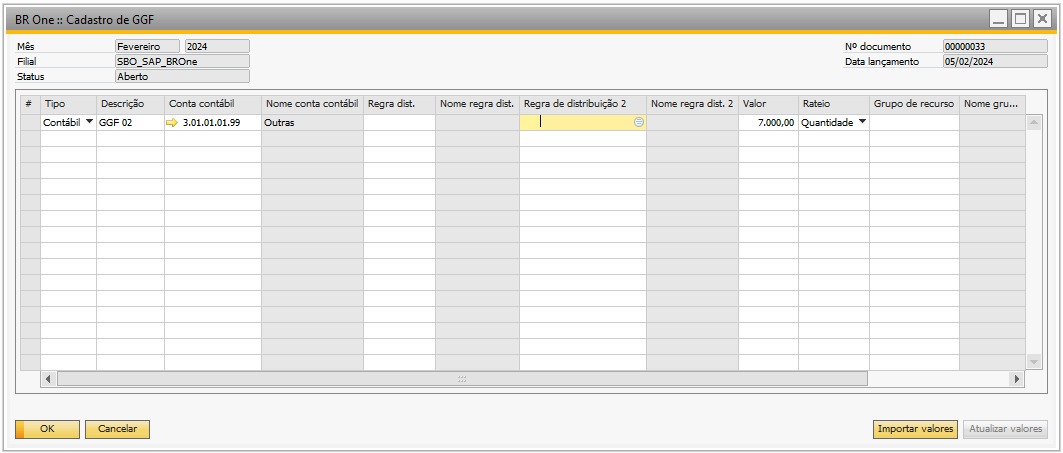 BR One :: Cadastro de GGF
Mês Fevereiro 2024 Nº documento 00000033
Filial SBO_SAP_BROne Data lançamento 05/02/2024
Status Aberto
# Tipo Descrição Conta contábil Nome conta contábil Regra dist. Nome regra dist. Regra de distribuição 2 Nome regra dist. 2 Valor Rateio Grupo de recurso Nome gru...
Contábil GGF 02 3.01.01.01.99 Outras 7.000,00 Quantidade
OK Cancelar Importar valores Atualizar valores